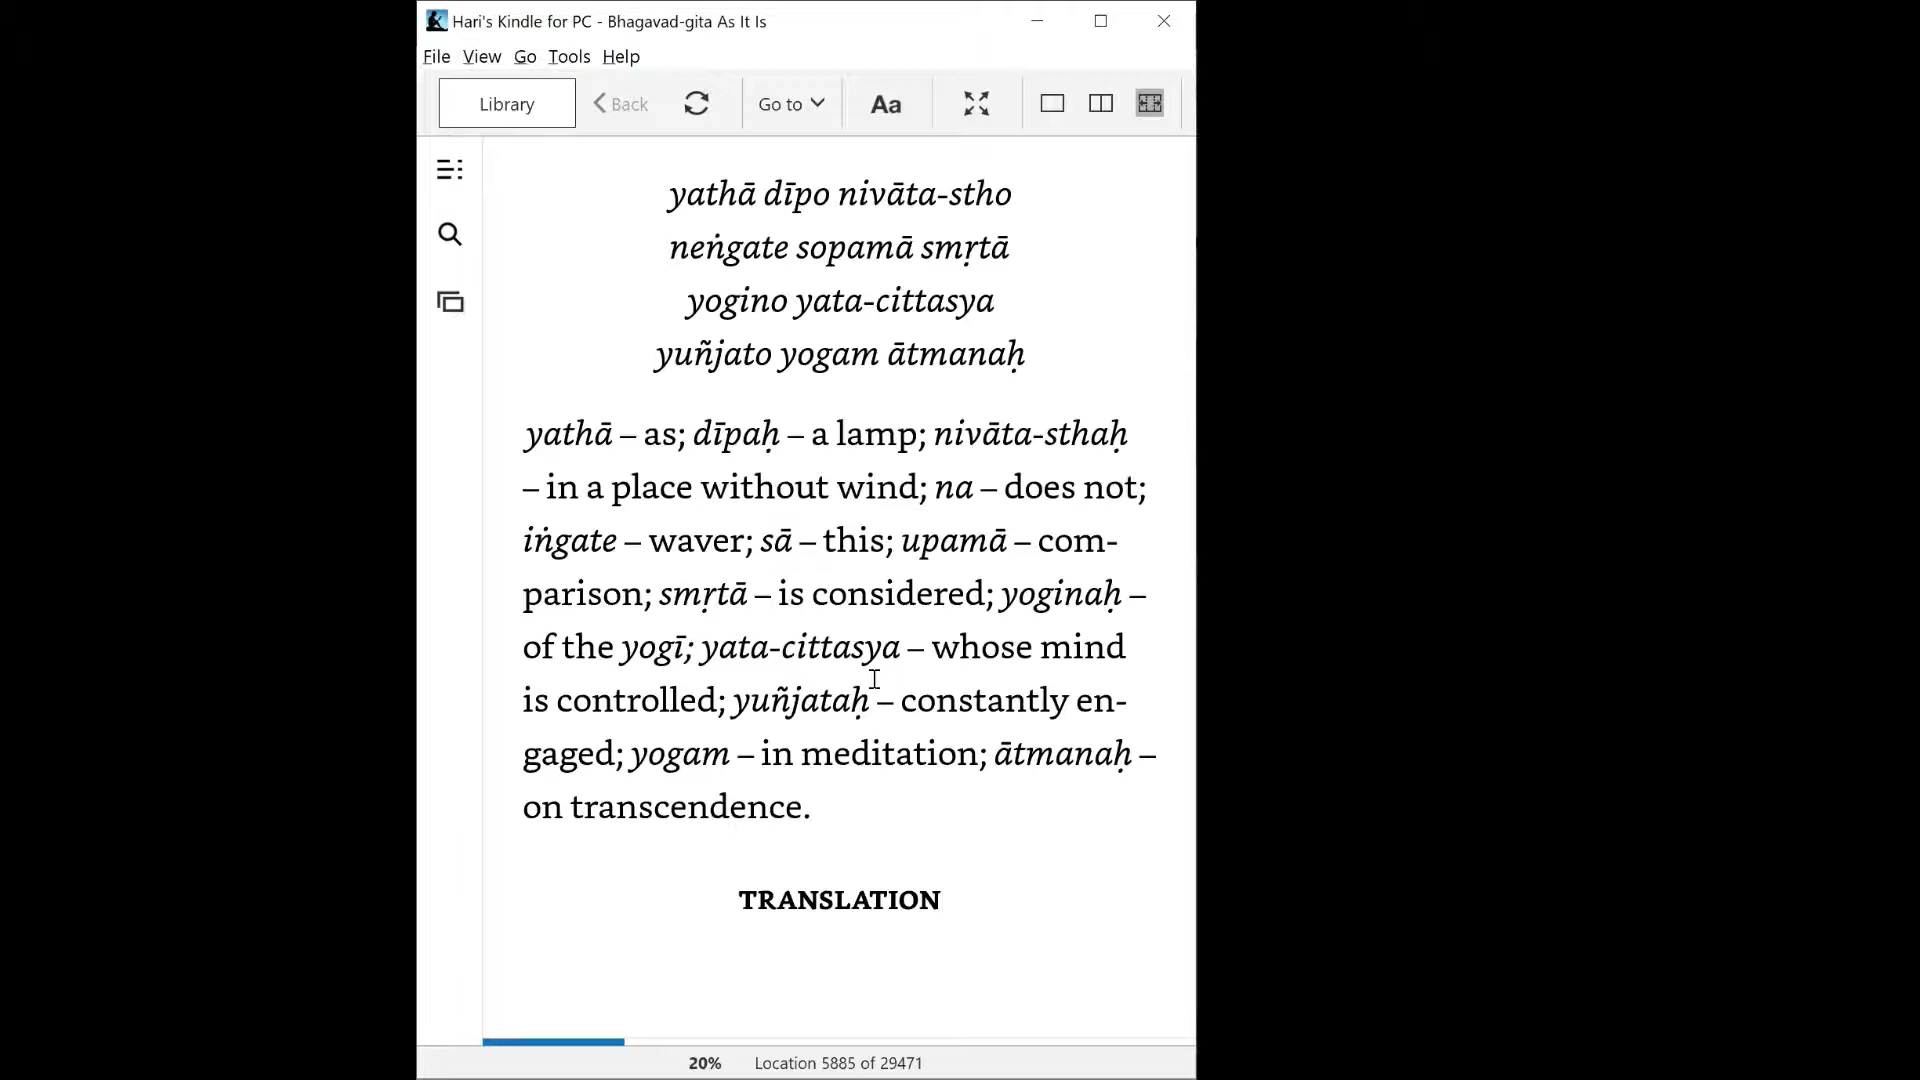 Hari's Kindle for PC - Bhagavad-gita As It Is
File View Go Tools Help
Library Back Go to Aa
yathā dīpo nivāta-stho
neṅgate sopamā smṛtā
yogino yata-cittasya
yuñjato yogam ātmanaḥ
yathā – as; dīpaḥ – a lamp; nivāta-sthaḥ
– in a place without wind; na – does not;
iṅgate – waver; sā – this; upamā – com-
parison; smṛtā – is considered; yoginaḥ –
of the yogī; yata-cittasya – whose mind
is controlled; yuñjataḥ – constantly en-
gaged; yogam – in meditation; ātmanaḥ –
on transcendence.
TRANSLATION
20% Location 5885 of 29471